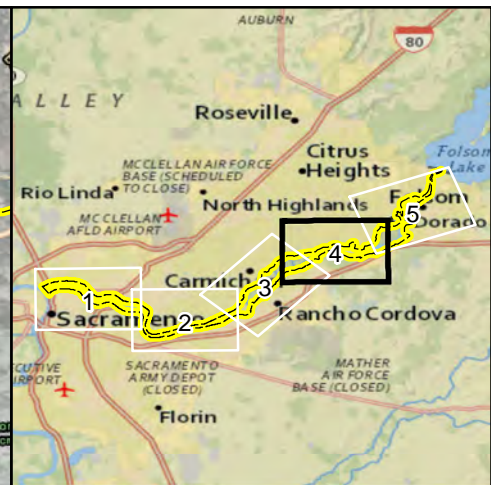 AUBURN
80
ALLEY
Roseville
Citrus
Heights
MCCLELLAN AIR FORCE
BASE (SCHEDULED
TO CLOSE)
Folsom
Lake
Rio Linda
North Highlands
MC CLELLAN
AFLD AIRPORT
5
Dorado
4
Carmich
3
1
Sacramento
2
Rancho Cordova
CUTIVE
IRPORT
SACRAMENTO
ARMY DEPOT
(CLOSED)
MATHER
AIR FORCE
BASE (CLOSED)
Florin